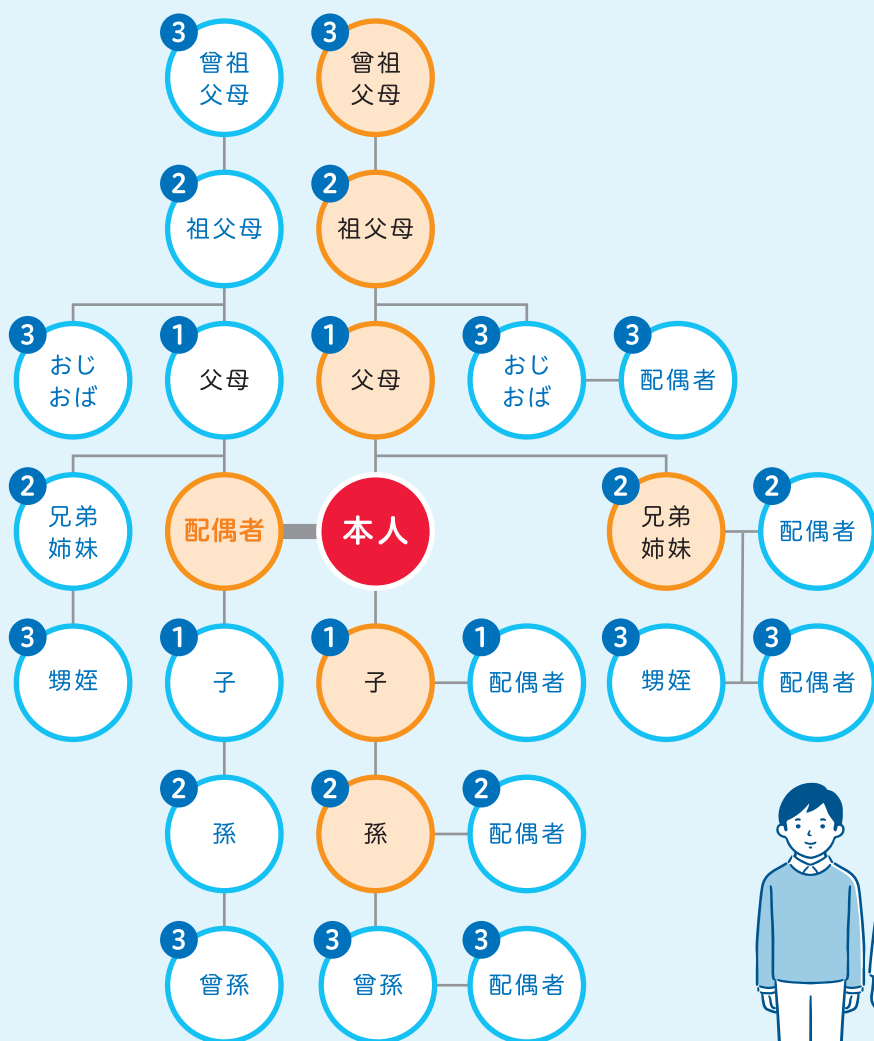 3
曾祖
父母
3
曾祖
父母
2
祖父母
2
祖父母
3
おじ
おば
1
父母
1
父母
3
おじ
おば
3
配偶者
2
兄弟
姉妹
配偶者
本人
2
兄弟
姉妹
2
配偶者
3
甥姪
1
子
1
子
1
配偶者
3
甥姪
3
配偶者
2
孫
2
孫
2
配偶者
3
曾孫
3
曾孫
3
配偶者